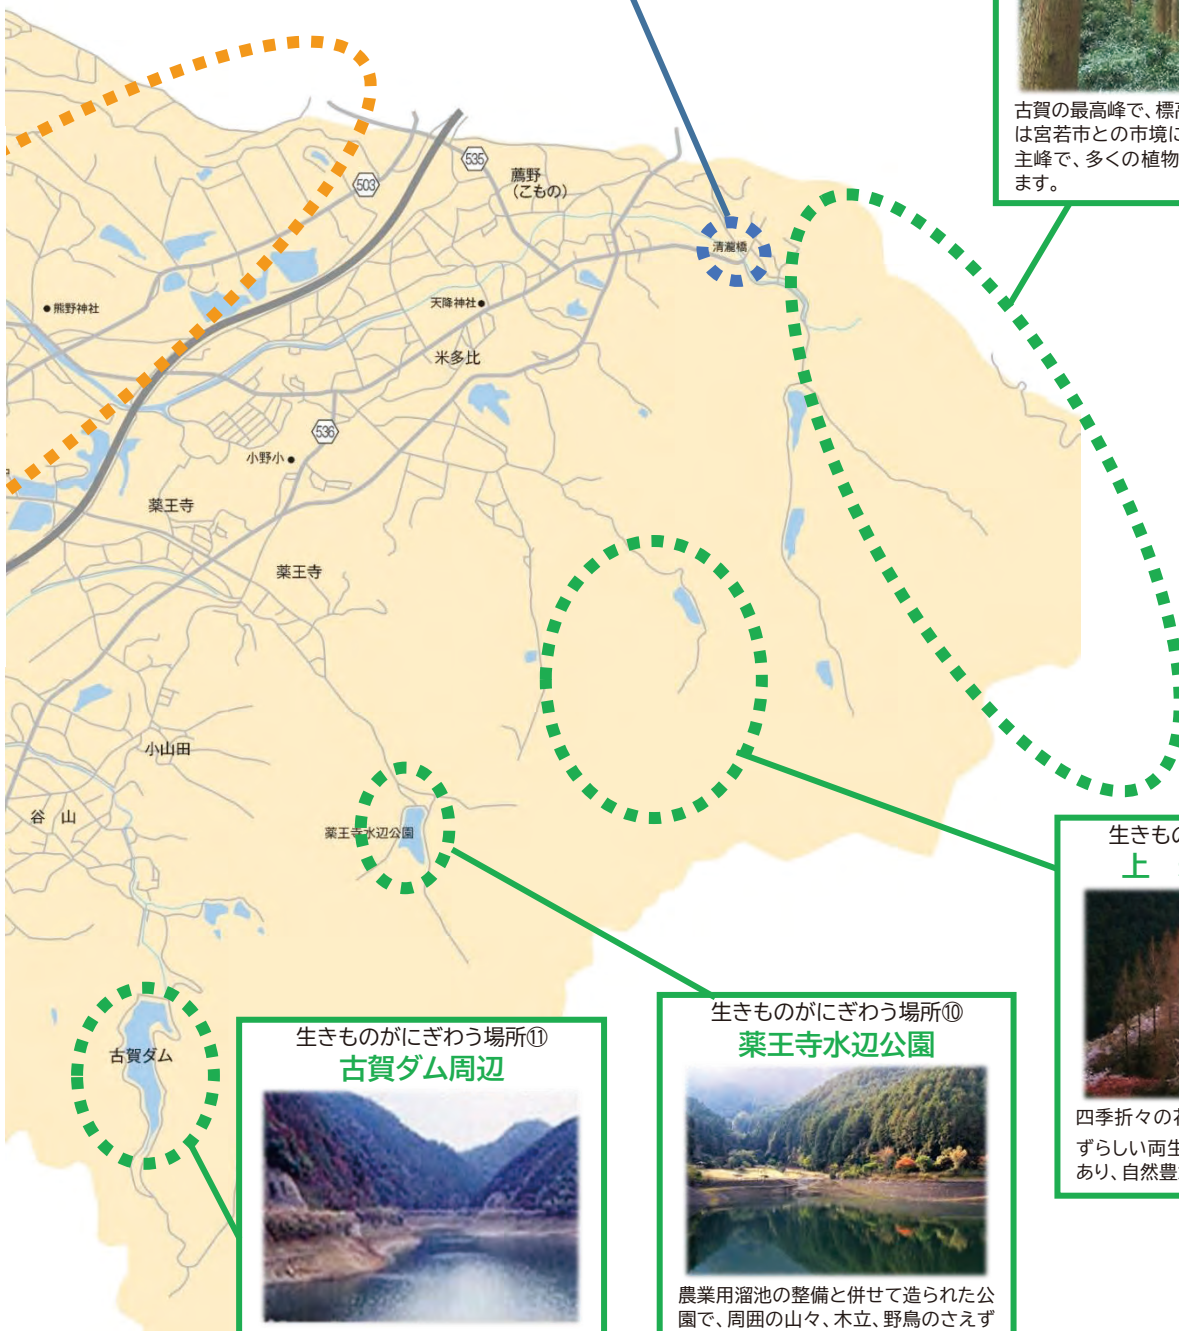 古賀の最高峰で、標高
は宮若市との市境に
主峰で、多くの植物
ます。
535
503
薦野
(こもの)
清瀧橋
熊野神社
天降神社
米多比
536
小野小
薬王寺
薬王寺
小山田
谷 山
薬王寺水辺公園
古賀ダム
生きものがにぎわう場所⑪
古賀ダム周辺
生きものがにぎわう場所⑩
薬王寺水辺公園
農業用溜池の整備と併せて造られた公
園で、周囲の山々、木立、野鳥のさえず
生きもの
上
四季折々の花
ずらしい両生
あり、自然豊